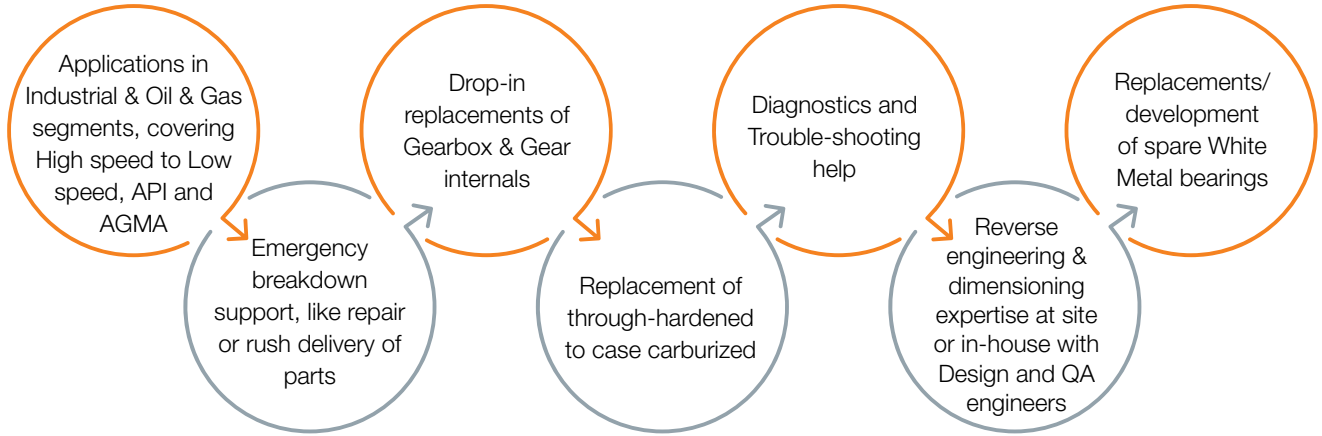 Applications in
Industrial & Oil & Gas
segments, covering
High speed to Low
speed, API and
AGMA
Emergency
breakdown
support, like repair
or rush delivery of
parts
Drop-in
replacements of
Gearbox & Gear
internals
Replacement of
through-hardened
to case carburized
Diagnostics and
Trouble-shooting
help
Reverse
engineering &
dimensioning
expertise at site
or in-house with
Design and QA
engineers
Replacements/
development
of spare White
Metal bearings